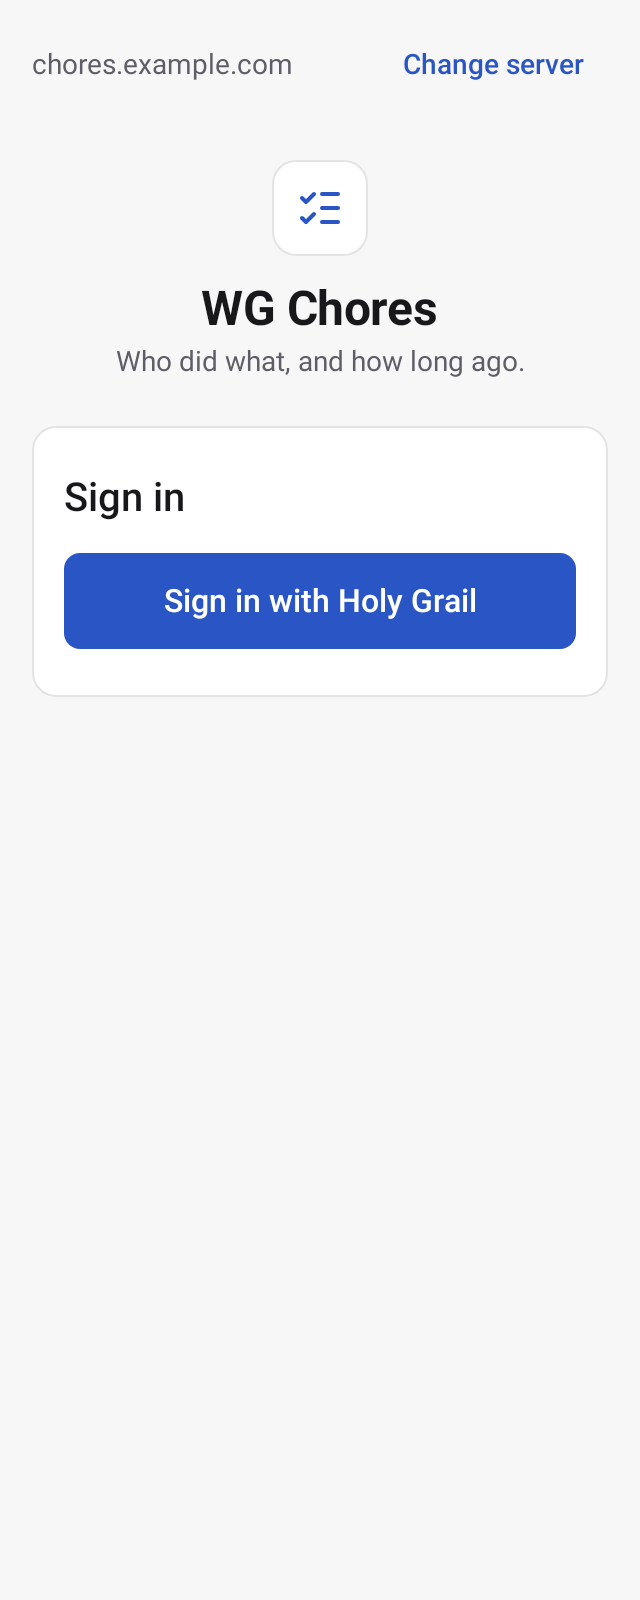 chores.example.com
Change server
WG Chores
Who did what, and how long ago.
Sign in
Sign in with Holy Grail